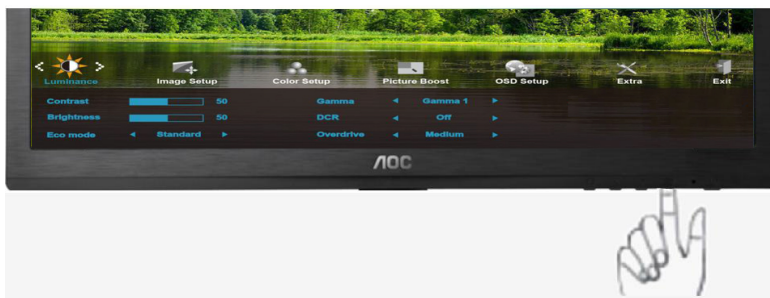 Luminance Image Setup Color Setup Picture Boost OSD Setup Extra Exit
Contrast 50 Gamma Gamma 1
Brightness 50 DCR Off
Eco mode Standard Overdrive Medium
AOC